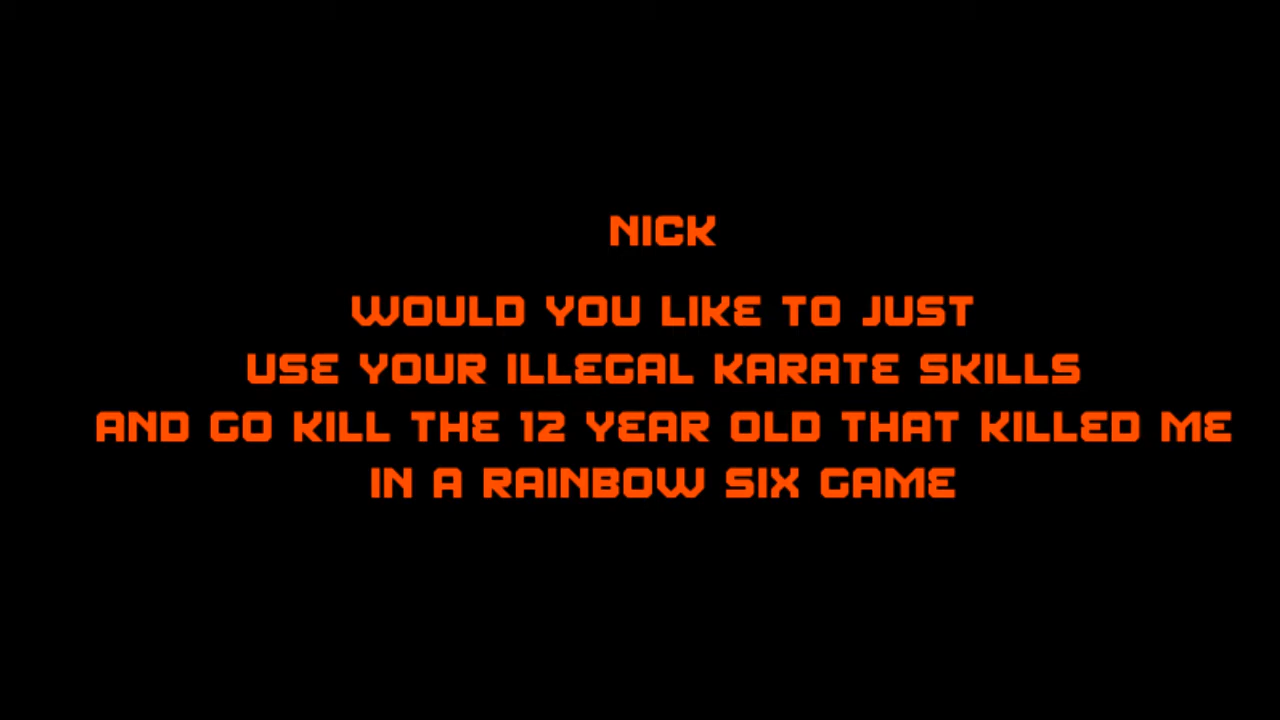 NICK
WOULD YOU LIKE TO JUST
USE YOUR ILLEGAL KARATE SKILLS
AND GO KILL THE 12 YEAR OLD THAT KILLED ME
IN A RAINBOW SIX GAME